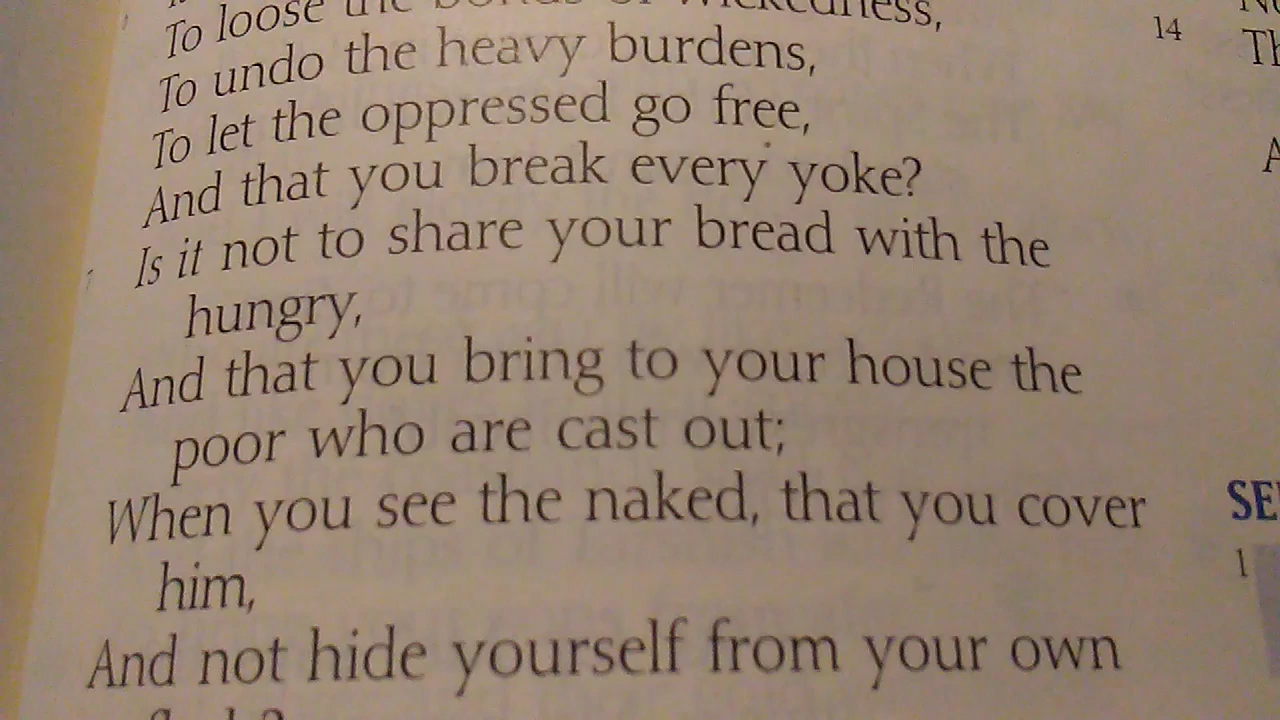 To loose the bonds of wickedness,
To undo the heavy burdens,
To let the oppressed go free,
And that you break every yoke?
7
Is it not to share your bread with the
hungry,
And that you bring to your house the
poor who are cast out;
When you see the naked, that you cover
him,
And not hide yourself from your own
14
Th
A
SE
1